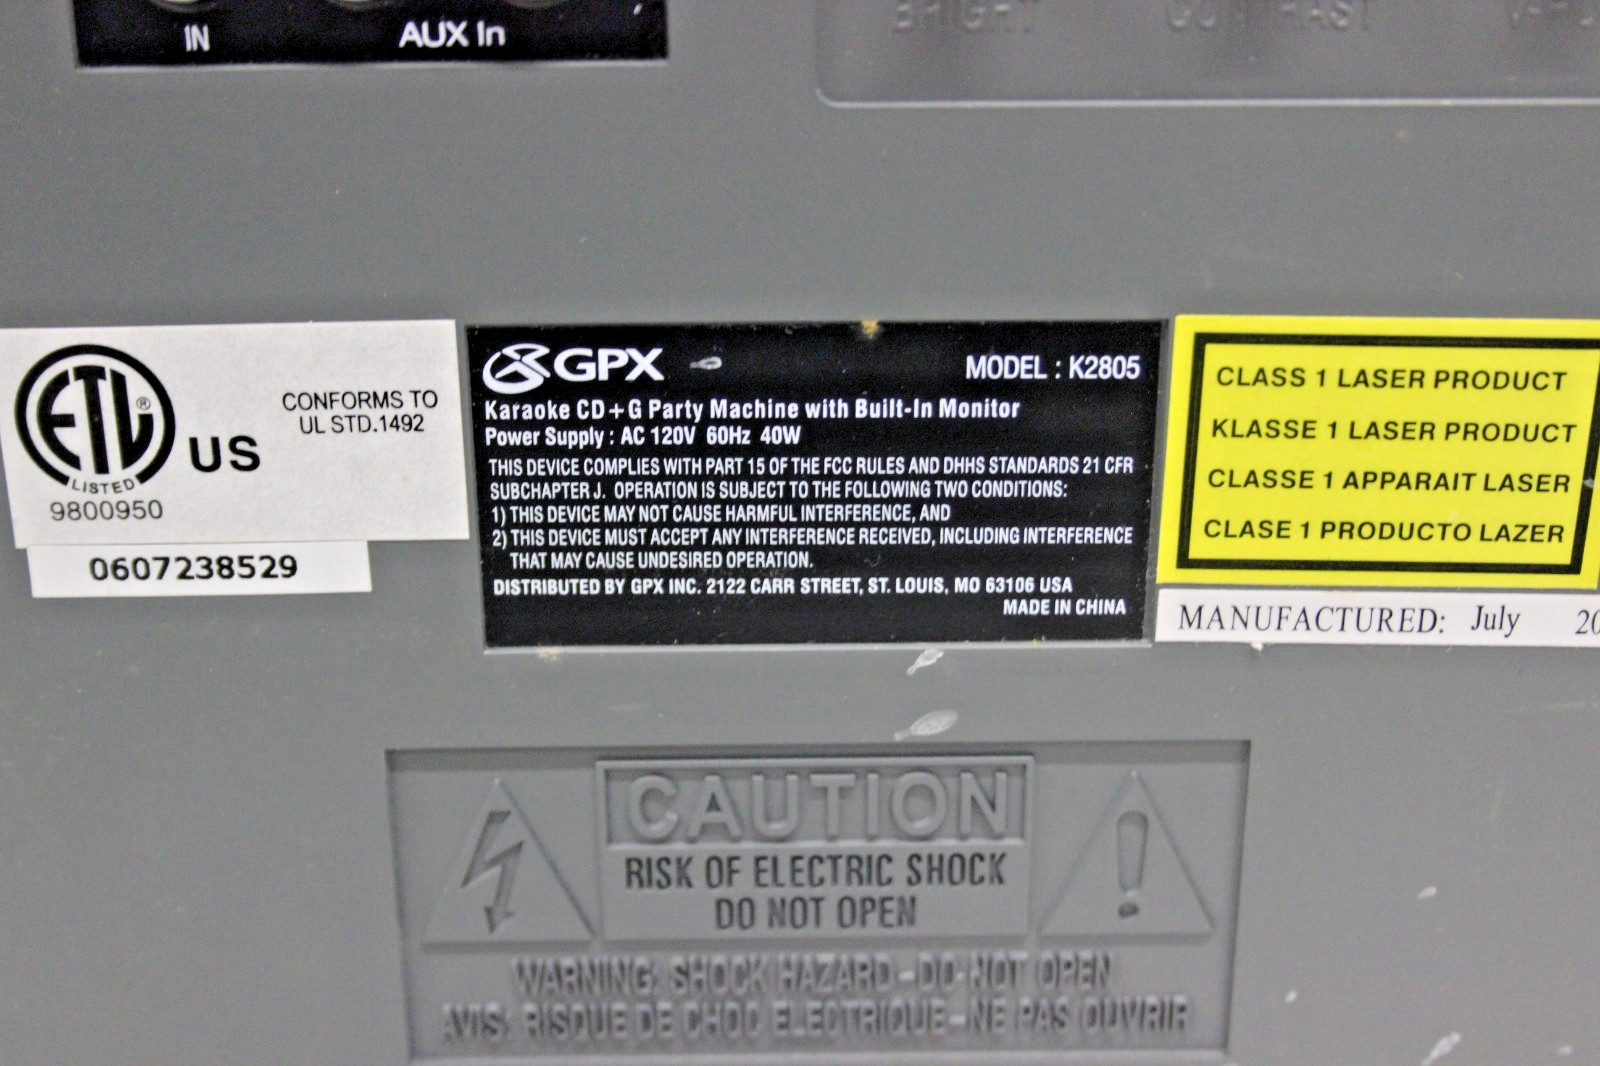 IN
AUX In
BRIGHT
CONTRAST
ETL®
LISTED
US
CONFORMS TO
UL STD.1492
9800950
0607238529
GPX
MODEL : K2805
Karaoke CD+G Party Machine with Built-In Monitor
Power Supply : AC 120V 60Hz 40W
THIS DEVICE COMPLIES WITH PART 15 OF THE FCC RULES AND DHHS STANDARDS 21 CFR
SUBCHAPTER J. OPERATION IS SUBJECT TO THE FOLLOWING TWO CONDITIONS:
1) THIS DEVICE MAY NOT CAUSE HARMFUL INTERFERENCE, AND
2) THIS DEVICE MUST ACCEPT ANY INTERFERENCE RECEIVED, INCLUDING INTERFERENCE
THAT MAY CAUSE UNDESIRED OPERATION.
DISTRIBUTED BY GPX INC. 2122 CARR STREET, ST. LOUIS, MO 63106 USA
MADE IN CHINA
CLASS 1 LASER PRODUCT
KLASSE 1 LASER PRODUCT
CLASSE 1 APPARAIT LASER
CLASE 1 PRODUCTO LAZER
MANUFACTURED: July 20
CAUTION
RISK OF ELECTRIC SHOCK
DO NOT OPEN
WARNING: SHOCK HAZARD-DO NOT OPEN
AVIS: RISQUE DE CHOC ELECTRIQUE-NE PAS OUVRIR